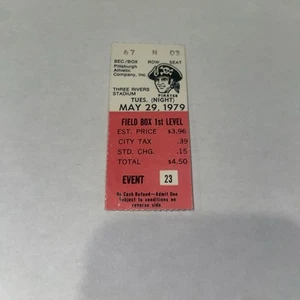 67 N 03
SEC./BOX ROW SEAT
Pittsburgh
Athletic
Company, Inc.
THREE RIVERS
STADIUM
PIRATES
TUES. (NIGHT)
MAY 29, 1979
FIELD BOX 1st LEVEL
EST. PRICE $3.96
CITY TAX .39
STD. CHG. .15
TOTAL $4.50
EVENT 23
No Cash Refund—Admit One
Subject to conditions on
reverse side